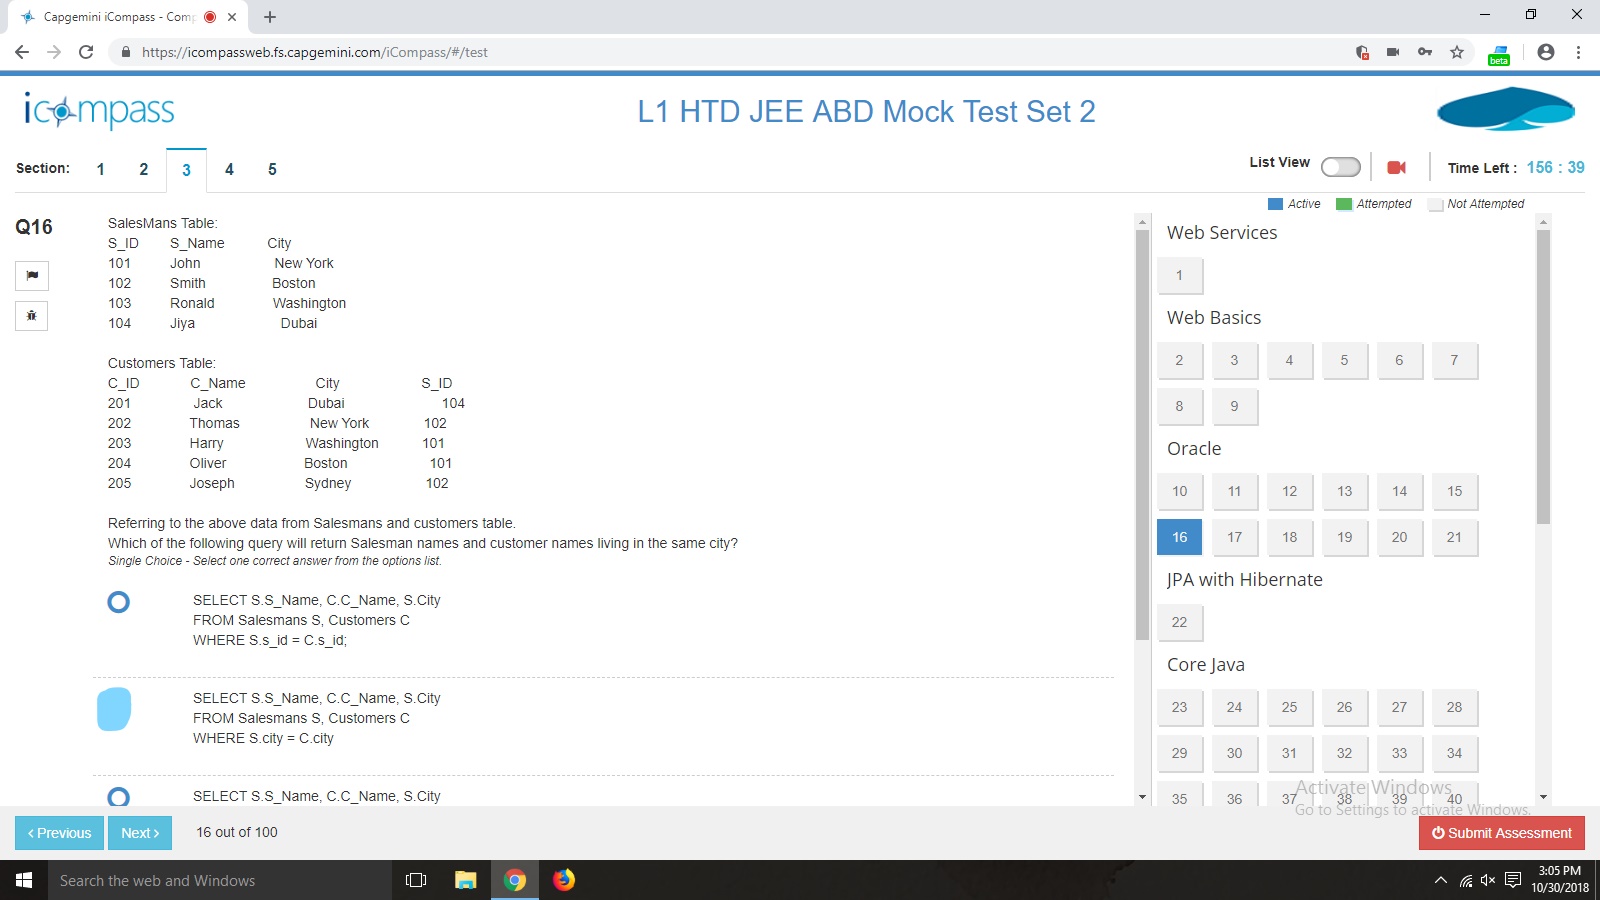 Capgemini iCompass - Comp
https://icompassweb.fs.capgemini.com/iCompass/#/test
beta
icompass
L1 HTD JEE ABD Mock Test Set 2
Section: 1 2 3 4 5
List View
Time Left : 156 : 39
Active Attempted Not Attempted
Q16
SalesMans Table:
S_ID S_Name City
101 John New York
102 Smith Boston
103 Ronald Washington
104 Jiya Dubai
Customers Table:
C_ID C_Name City S_ID
201 Jack Dubai 104
202 Thomas New York 102
203 Harry Washington 101
204 Oliver Boston 101
205 Joseph Sydney 102
Referring to the above data from Salesmans and customers table.
Which of the following query will return Salesman names and customer names living in the same city?
Single Choice - Select one correct answer from the options list.
SELECT S.S_Name, C.C_Name, S.City
FROM Salesmans S, Customers C
WHERE S.s_id = C.s_id;
SELECT S.S_Name, C.C_Name, S.City
FROM Salesmans S, Customers C
WHERE S.city = C.city
SELECT S.S_Name, C.C_Name, S.City
Web Services
1
Web Basics
2 3 4 5 6 7
8 9
Oracle
10 11 12 13 14 15
16 17 18 19 20 21
JPA with Hibernate
22
Core Java
23 24 25 26 27 28
29 30 31 32 33 34
35 36 37 38 39 40
Activate Windows
Go to Settings to activate Windows.
Previous Next 16 out of 100
Submit Assessment
Search the web and Windows
3:05 PM
10/30/2018